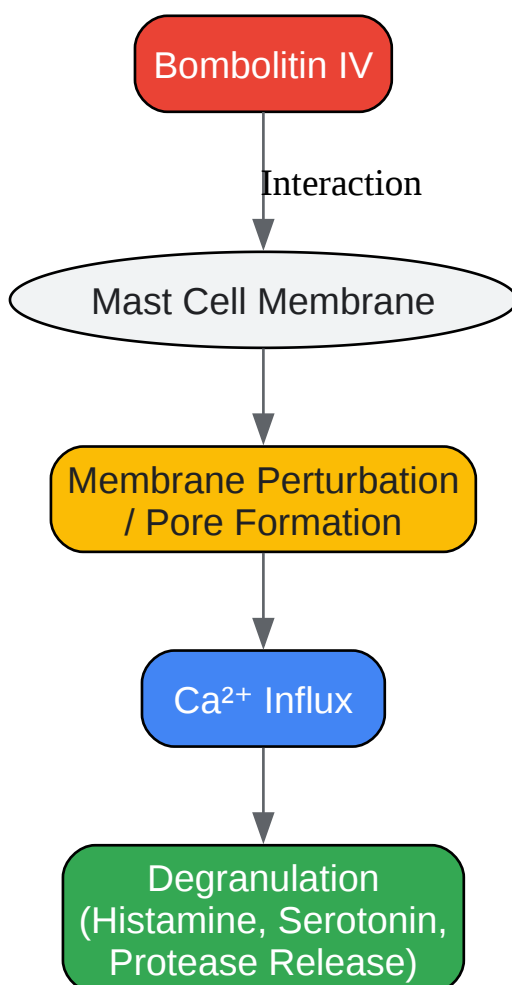 Bombolitin IV
Interaction
Mast Cell Membrane
Membrane Perturbation
/ Pore Formation
Ca²⁺ Influx
Degranulation
(Histamine, Serotonin,
Protease Release)